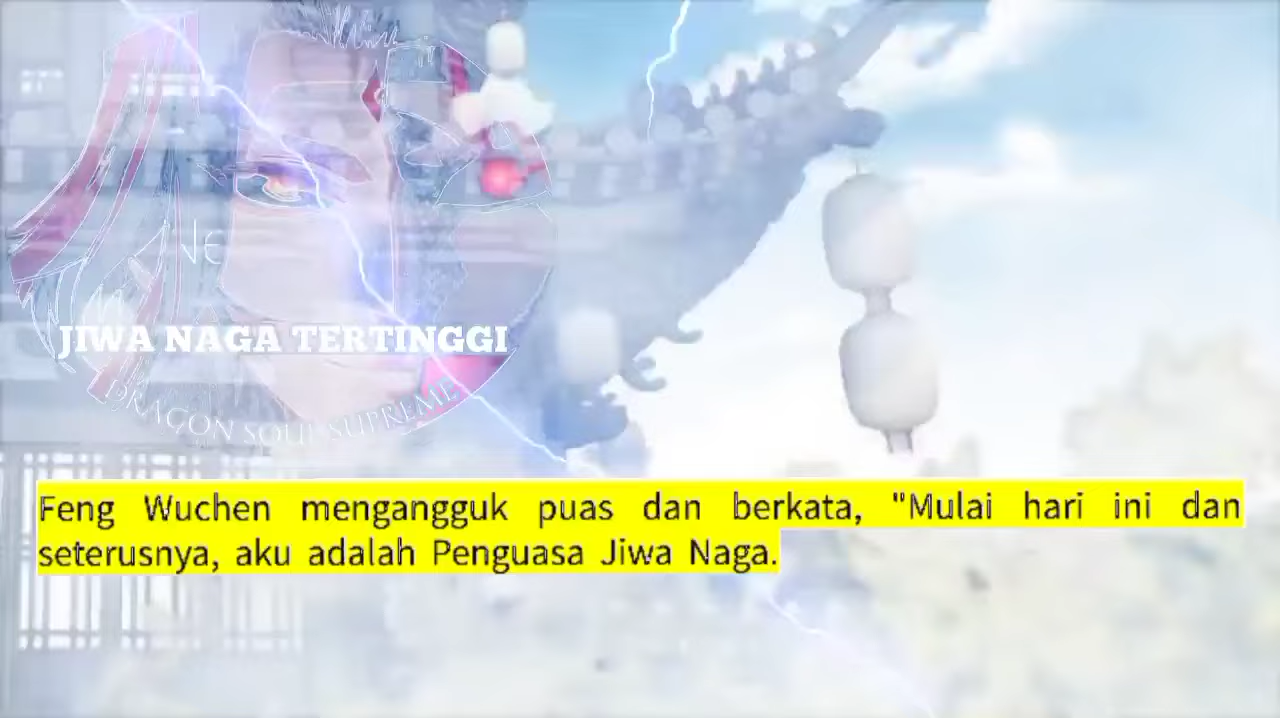 JIWA NAGA TERTINGGI
DRAGON SOUL SUPREME
Feng Wuchen mengangguk puas dan berkata, "Mulai hari ini dan
seterusnya, aku adalah Penguasa Jiwa Naga.